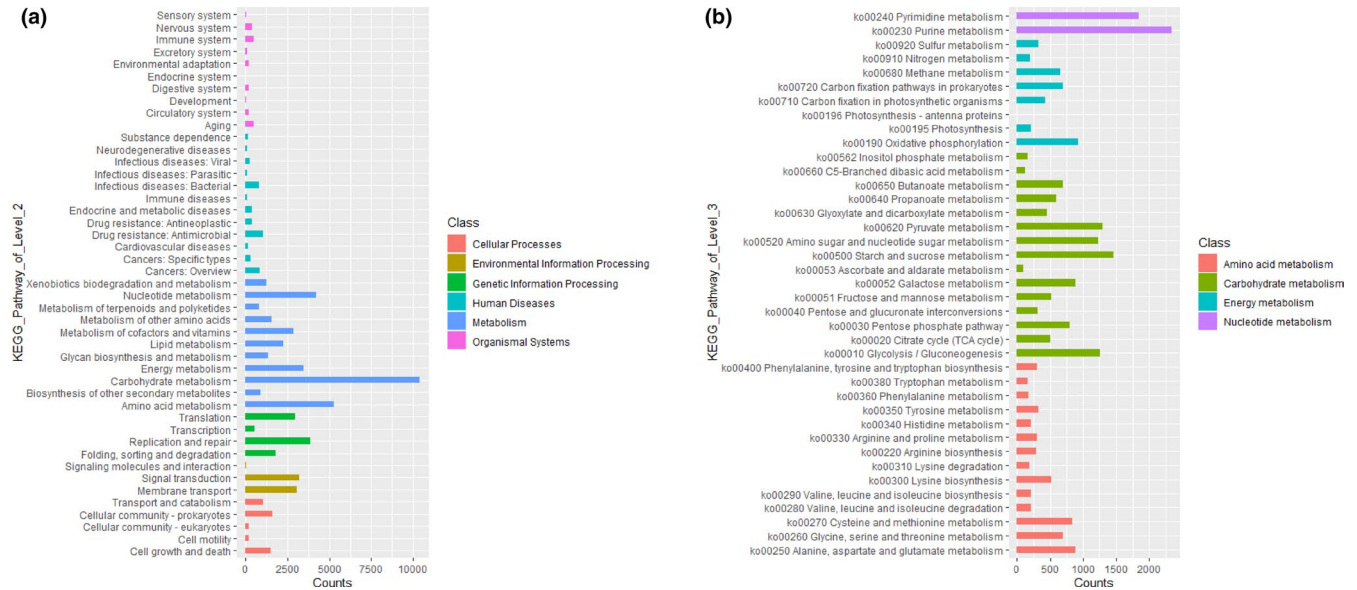 (a)
KEGG_Pathway_of_Level_2
Sensory system
Nervous system
Immune system
Excretory system
Environmental adaptation
Endocrine system
Digestive system
Development
Circulatory system
Aging
Substance dependence
Neurodegenerative diseases
Infectious diseases: Viral
Infectious diseases: Parasitic
Infectious diseases: Bacterial
Immune diseases
Endocrine and metabolic diseases
Drug resistance: Antineoplastic
Drug resistance: Antimicrobial
Cardiovascular diseases
Cancers: Specific types
Cancers: Overview
Xenobiotics biodegradation and metabolism
Nucleotide metabolism
Metabolism of terpenoids and polyketides
Metabolism of other amino acids
Metabolism of cofactors and vitamins
Lipid metabolism
Glycan biosynthesis and metabolism
Energy metabolism
Carbohydrate metabolism
Biosynthesis of other secondary metabolites
Amino acid metabolism
Translation
Transcription
Replication and repair
Folding, sorting and degradation
Signaling molecules and interaction
Signal transduction
Membrane transport
Transport and catabolism
Cellular community - prokaryotes
Cellular community - eukaryotes
Cell motility
Cell growth and death
0 2500 5000 7500 10000
Counts
Class
Cellular Processes
Environmental Information Processing
Genetic Information Processing
Human Diseases
Metabolism
Organismal Systems
(b)
KEGG_Pathway_of_Level_3
ko00240 Pyrimidine metabolism
ko00230 Purine metabolism
ko00920 Sulfur metabolism
ko00910 Nitrogen metabolism
ko00680 Methane metabolism
ko00720 Carbon fixation pathways in prokaryotes
ko00710 Carbon fixation in photosynthetic organisms
ko00196 Photosynthesis - antenna proteins
ko00195 Photosynthesis
ko00190 Oxidative phosphorylation
ko00562 Inositol phosphate metabolism
ko00660 C5-Branched dibasic acid metabolism
ko00650 Butanoate metabolism
ko00640 Propanoate metabolism
ko00630 Glyoxylate and dicarboxylate metabolism
ko00620 Pyruvate metabolism
ko00520 Amino sugar and nucleotide sugar metabolism
ko00500 Starch and sucrose metabolism
ko00053 Ascorbate and aldarate metabolism
ko00052 Galactose metabolism
ko00051 Fructose and mannose metabolism
ko00040 Pentose and glucuronate interconversions
ko00030 Pentose phosphate pathway
ko00020 Citrate cycle (TCA cycle)
ko00010 Glycolysis / Gluconeogenesis
ko00400 Phenylalanine, tyrosine and tryptophan biosynthesis
ko00380 Tryptophan metabolism
ko00360 Phenylalanine metabolism
ko00350 Tyrosine metabolism
ko00340 Histidine metabolism
ko00330 Arginine and proline metabolism
ko00220 Arginine biosynthesis
ko00310 Lysine degradation
ko00300 Lysine biosynthesis
ko00290 Valine, leucine and isoleucine biosynthesis
ko00280 Valine, leucine and isoleucine degradation
ko00270 Cysteine and methionine metabolism
ko00260 Glycine, serine and threonine metabolism
ko00250 Alanine, aspartate and glutamate metabolism
0 500 1000 1500 2000
Counts
Class
Amino acid metabolism
Carbohydrate metabolism
Energy metabolism
Nucleotide metabolism